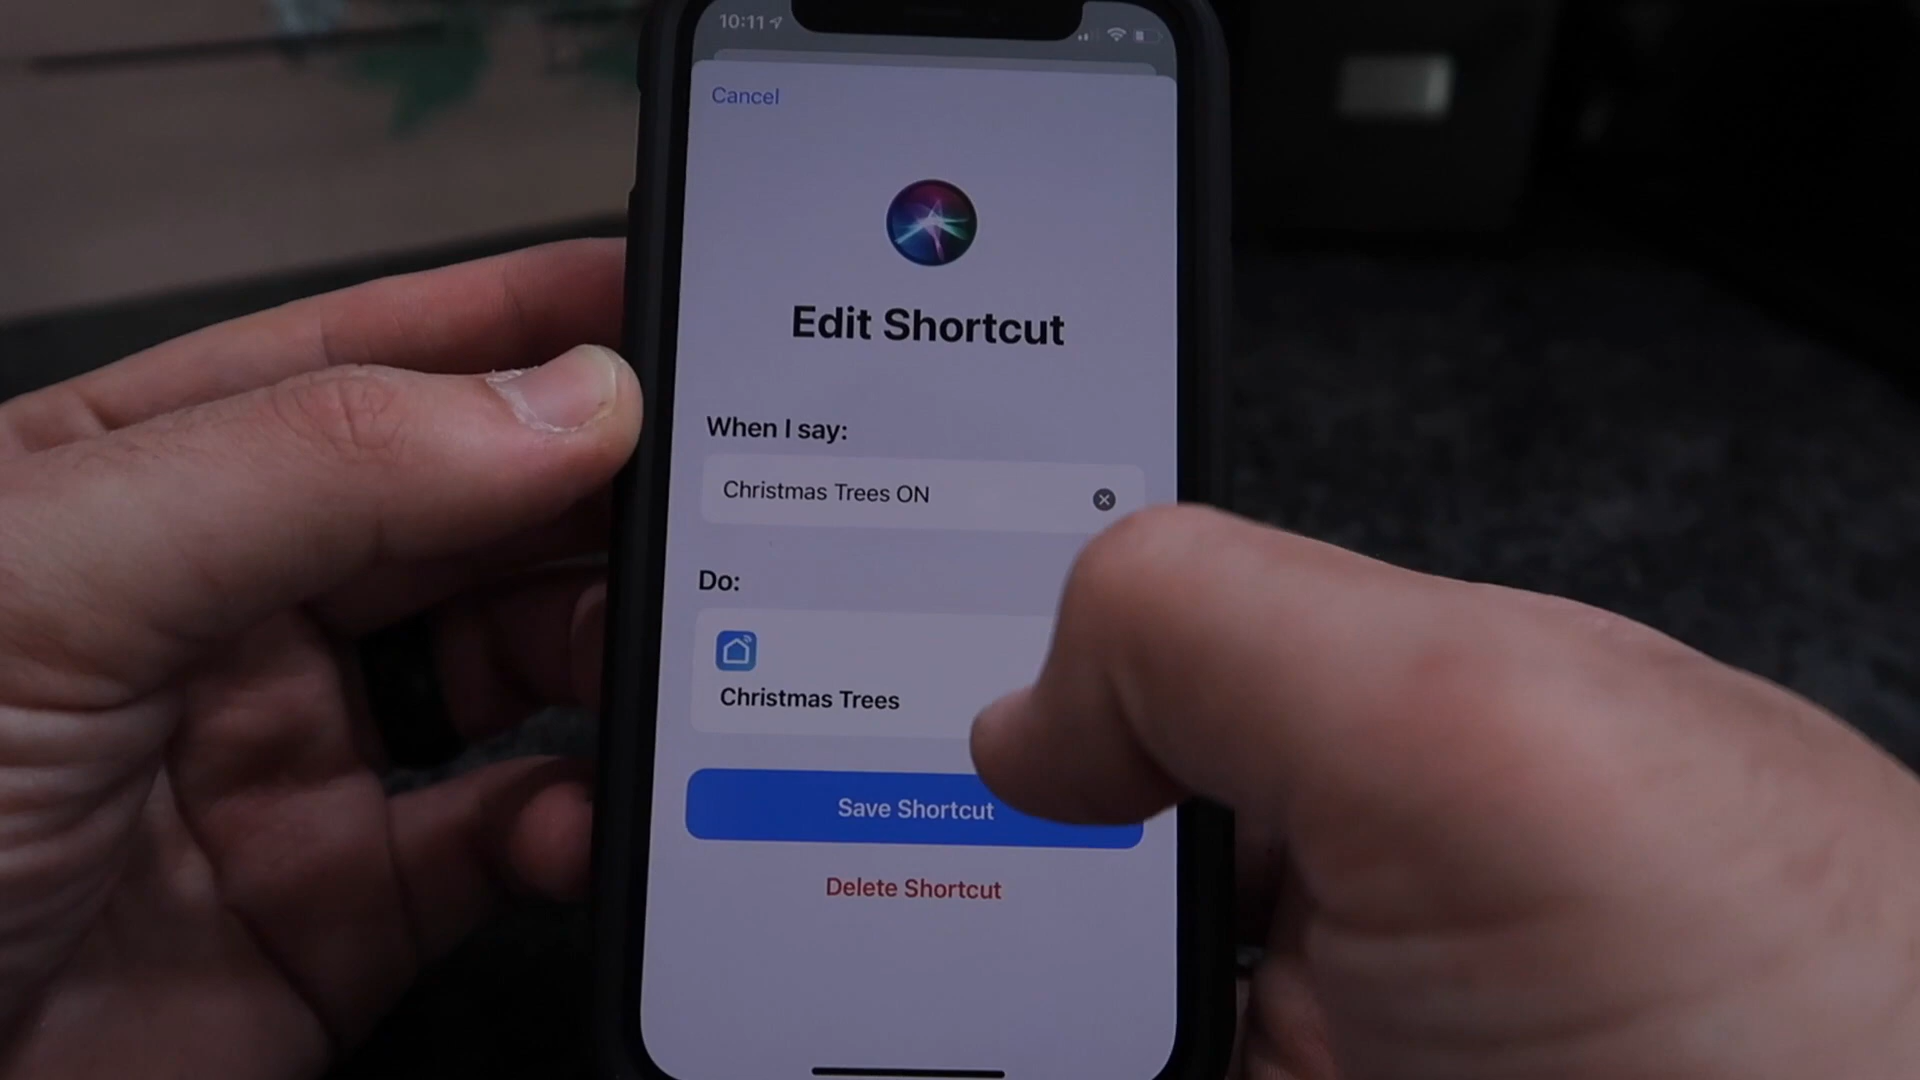 10:11
Cancel
Edit Shortcut
When I say:
Christmas Trees ON
Do:
Christmas Trees
Save Shortcut
Delete Shortcut